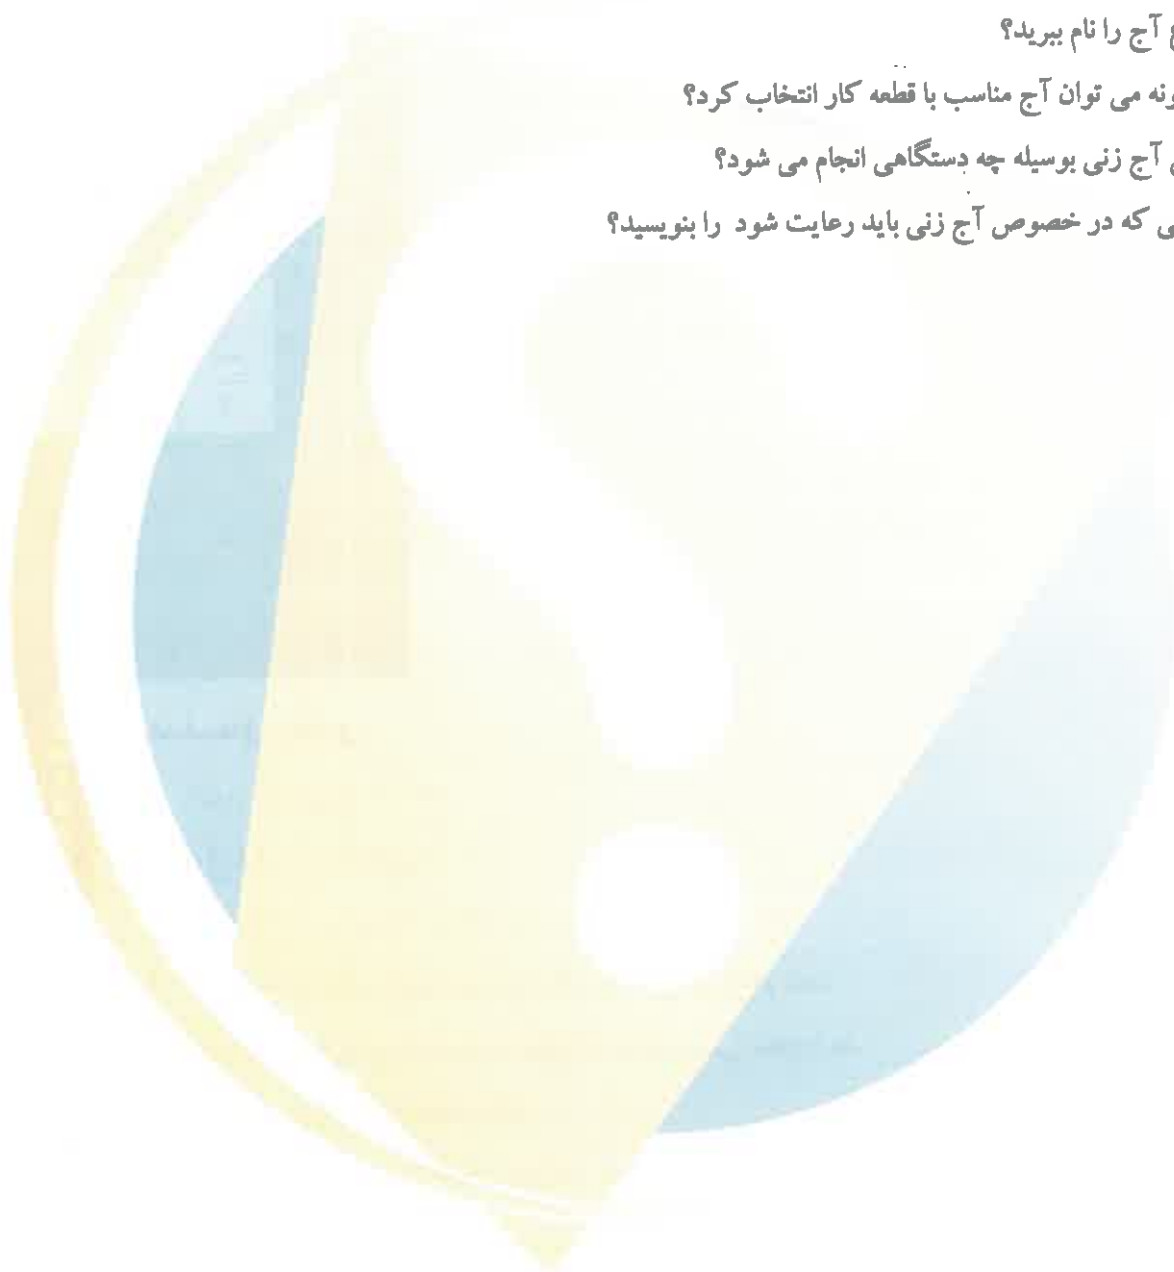 آج را نام ببرید؟
می توان آج مناسب با قطعه کار انتخاب کرد؟
آج زنی بوسیله چه دستگاهی انجام می شود؟
که در خصوص آج زنی باید رعایت شود را بنویسید؟